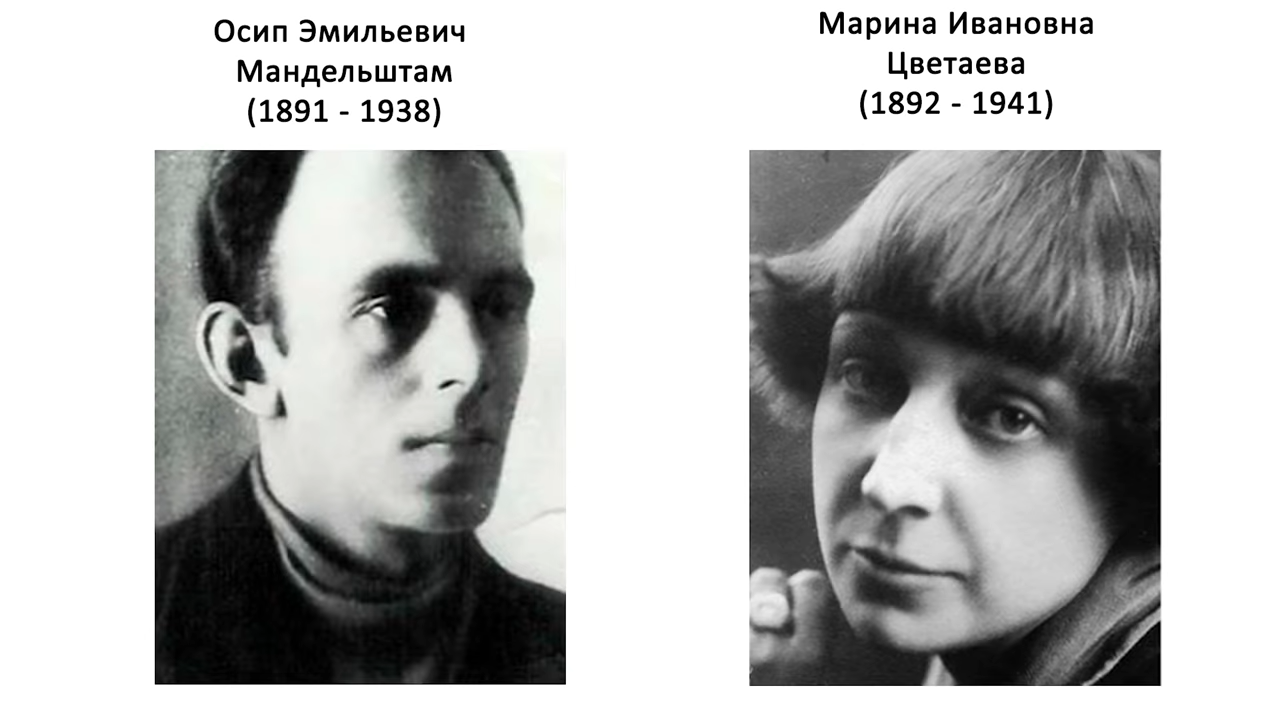 Осип Эмильевич
Мандельштам
(1891 - 1938)
Марина Ивановна
Цветаева
(1892 - 1941)